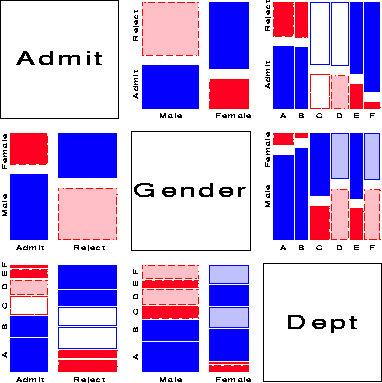 Admit
Reject
Admit
Male Female
Reject
Admit
A B C D E F
Female
Male
Admit Reject
Gender
Female
Male
A B C D E F
F
E
D
C
B
A
Admit Reject
F
E
D
C
B
A
Male Female
Dept